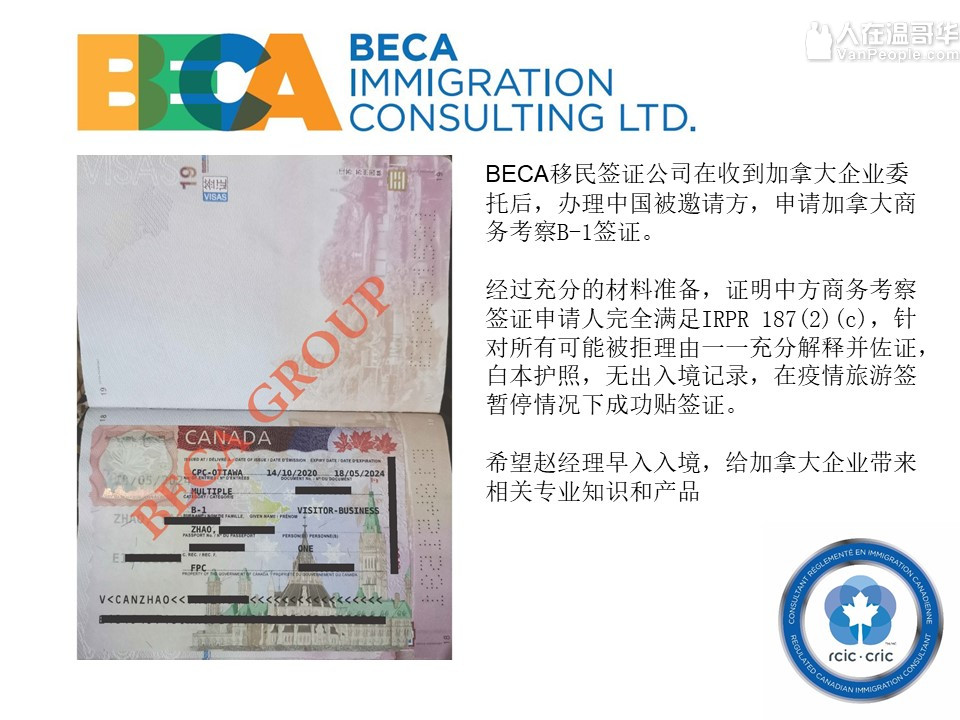 人在温哥华
VanPeople.com
BECA
BECA
IMMIGRATION
CONSULTING LTD.
BECA移民签证公司在收到加拿大企业委
托后，办理中国被邀请方，申请加拿大商
务考察B-1签证。
经过充分的材料准备，证明中方商务考察
签证申请人完全满足IRPR 187(2)(c)，针
对所有可能被拒理由一一充分解释并佐证，
白本护照，无出入境记录，在疫情旅游签
暂停情况下成功贴签证。
希望赵经理早入入境，给加拿大企业带来
相关专业知识和产品
VISAS
19
签证
VISAS
BECA GROUP
19
18
CANADA
CPC-OTTAWA 14/10/2020 18/05/2024
MULTIPLE
B-1 VISITOR-BUSINESS
ZHAO,
PASSPORT No. / Nº DU PASSEPORT PERSON(S) PERSONNE(S)
ONE
FPC
V<CANZHAO<< <<<<<<<<<<<<<<<<<
CONSULTANT RÉGLEMENTÉ EN IMMIGRATION CANADIENNE
rcic·cric
REGULATED CANADIAN IMMIGRATION CONSULTANT